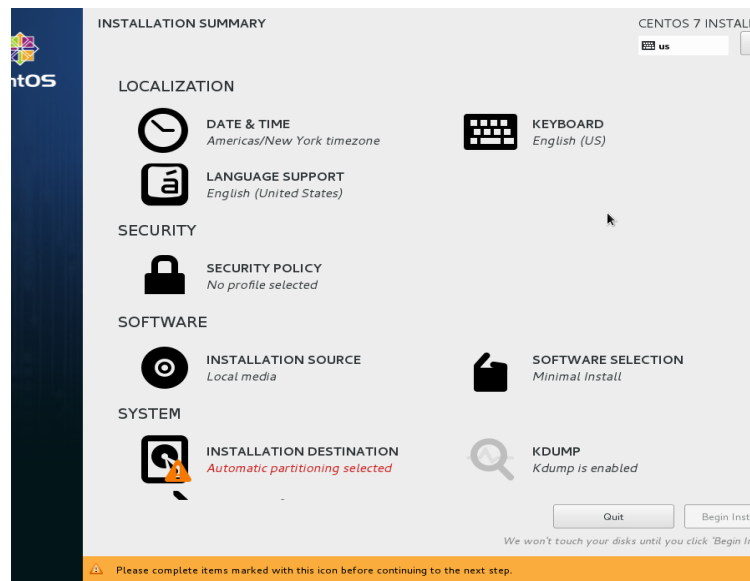 INSTALLATION SUMMARY
CENTOS 7 INSTALL
us
ntOS
LOCALIZATION
DATE & TIME
Americas/New York timezone
KEYBOARD
English (US)
LANGUAGE SUPPORT
English (United States)
SECURITY
SECURITY POLICY
No profile selected
SOFTWARE
INSTALLATION SOURCE
Local media
SOFTWARE SELECTION
Minimal Install
SYSTEM
INSTALLATION DESTINATION
Automatic partitioning selected
KDUMP
Kdump is enabled
Quit
Begin Inst
We won't touch your disks until you click 'Begin In
Please complete items marked with this icon before continuing to the next step.